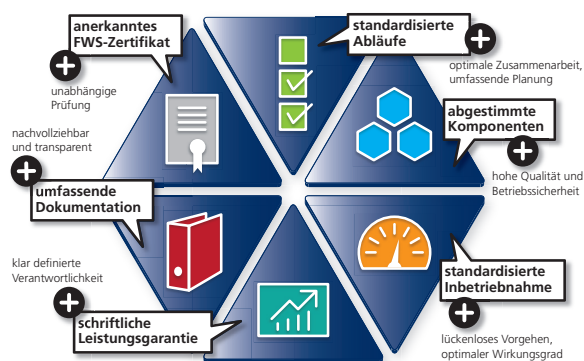 anerkanntes
FWS-Zertifikat
unabhängige
Prüfung
standardisierte
Abläufe
optimale Zusammenarbeit,
umfassende Planung
abgestimmte
Komponenten
hohe Qualität und
Betriebssicherheit
standardisierte
Inbetriebnahme
lückenloses Vorgehen,
optimaler Wirkungsgrad
schriftliche
Leistungsgarantie
klar definierte
Verantwortlichkeit
umfassende
Dokumentation
nachvollziehbar
und transparent